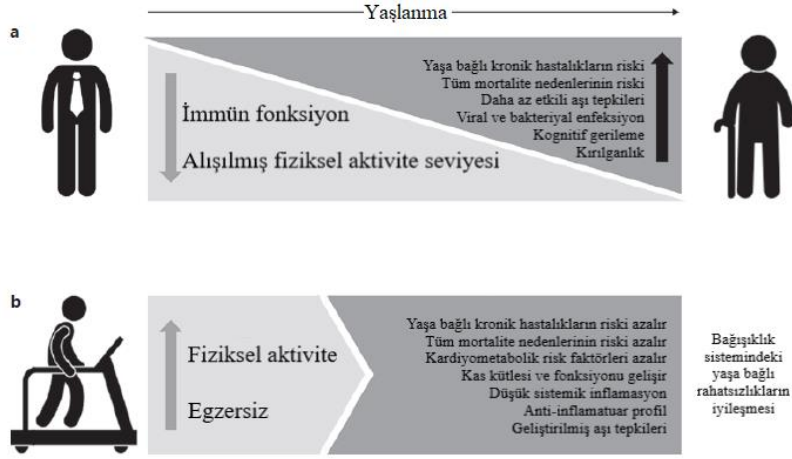 Yaşlanma
a
İmmün fonksiyon
Alışılmış fiziksel aktivite seviyesi
Yaşa bağlı kronik hastalıkların riski
Tüm mortalite nedenlerinin riski
Daha az etkili aşı tepkileri
Viral ve bakteriyal enfeksiyon
Kognitif gerileme
Kırılganlık
b
Fiziksel aktivite
Egzersiz
Yaşa bağlı kronik hastalıkların riski azalır
Tüm mortalite nedenlerinin riski azalır
Kardiyometabolik risk faktörleri azalır
Kas kütlesi ve fonksiyonu gelişir
Düşük sistemik inflamasyon
Anti-inflamatuar profil
Geliştirilmiş aşı tepkileri
Bağışıklık
sistemindeki
yaşa bağlı
rahatsızlıkların
iyileşmesi